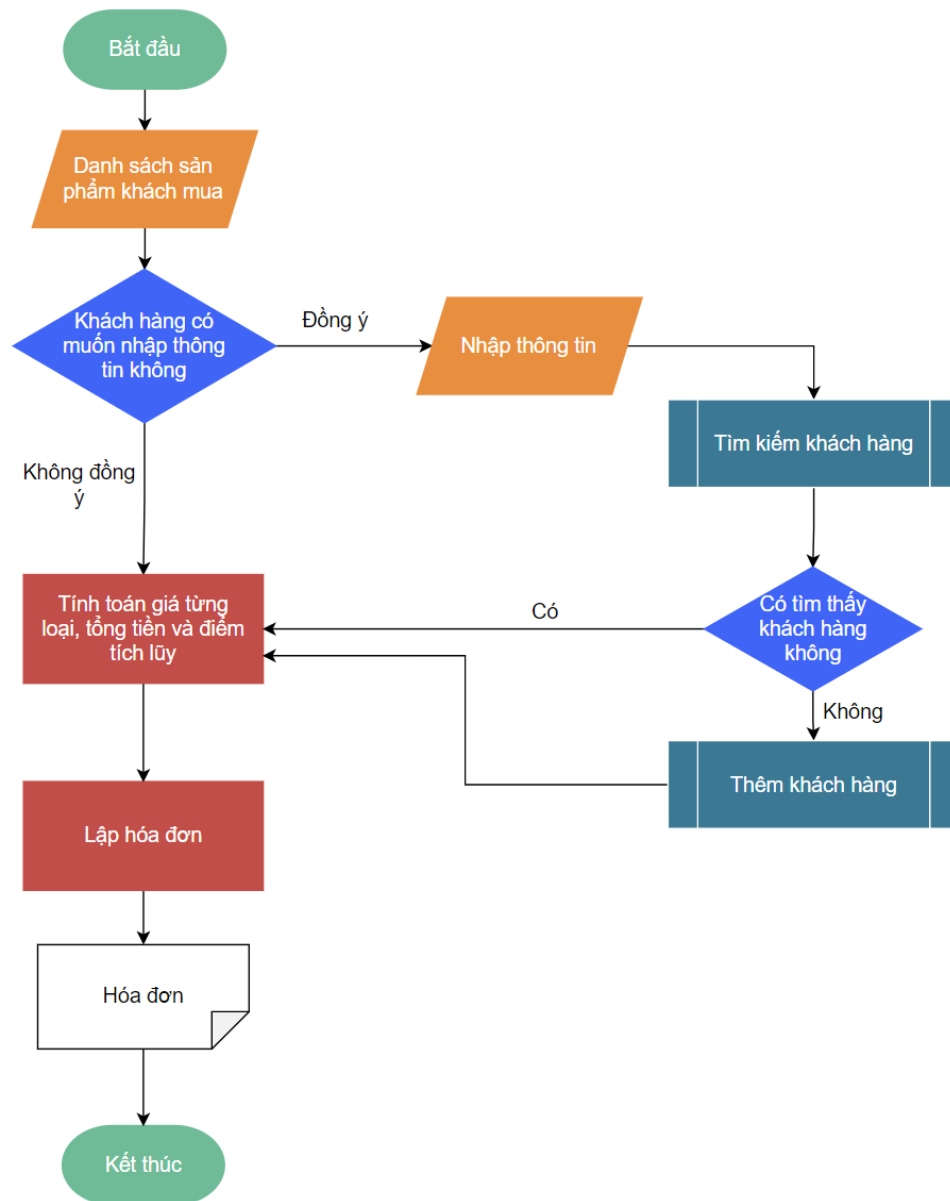 Bắt đầu
Danh sách sản
phẩm khách mua
Khách hàng có
muốn nhập thông
tin không
Đồng ý
Nhập thông tin
Tìm kiếm khách hàng
Không đồng
ý
Tính toán giá từng
loại, tổng tiền và điểm
tích lũy
Có
Có tìm thấy
khách hàng
không
Không
Thêm khách hàng
Lập hóa đơn
Hóa đơn
Kết thúc